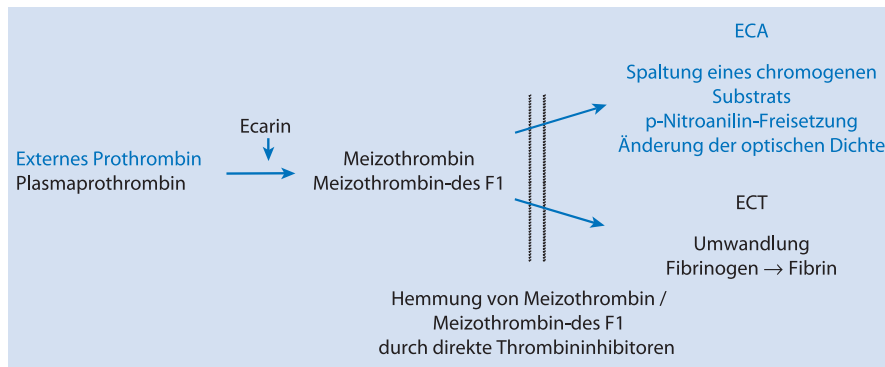 Externes Prothrombin
Plasmaprothrombin
Ecarin
Meizothrombin
Meizothrombin-des F1
Hemmung von Meizothrombin /
Meizothrombin-des F1
durch direkte Thrombininhibitoren
ECA
Spaltung eines chromogenen
Substrats
p-Nitroanilin-Freisetzung
Änderung der optischen Dichte
ECT
Umwandlung
Fibrinogen → Fibrin